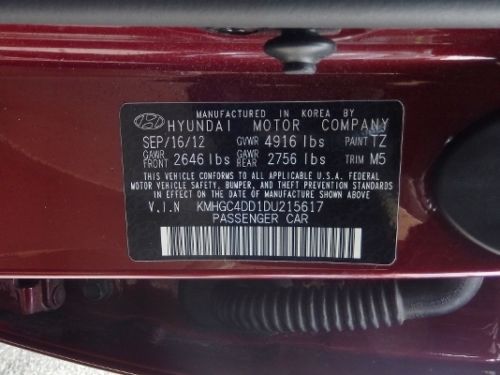 MANUFACTURED IN KOREA BY
HYUNDAI MOTOR COMPANY
SEP/16/12 GVWR 4916 lbs PAINT TZ
GAWR FRONT 2646 lbs GAWR REAR 2756 lbs TRIM M5
THIS VEHICLE CONFORMS TO ALL APPLICABLE U.S.A. FEDERAL
MOTOR VEHICLE SAFETY, BUMPER, AND THEFT PREVENTION STANDARDS
IN EFFECT ON THE DATE OF MANUFACTURE SHOWN ABOVE.
V.I.N KMHGC4DD1DU215617
PASSENGER CAR